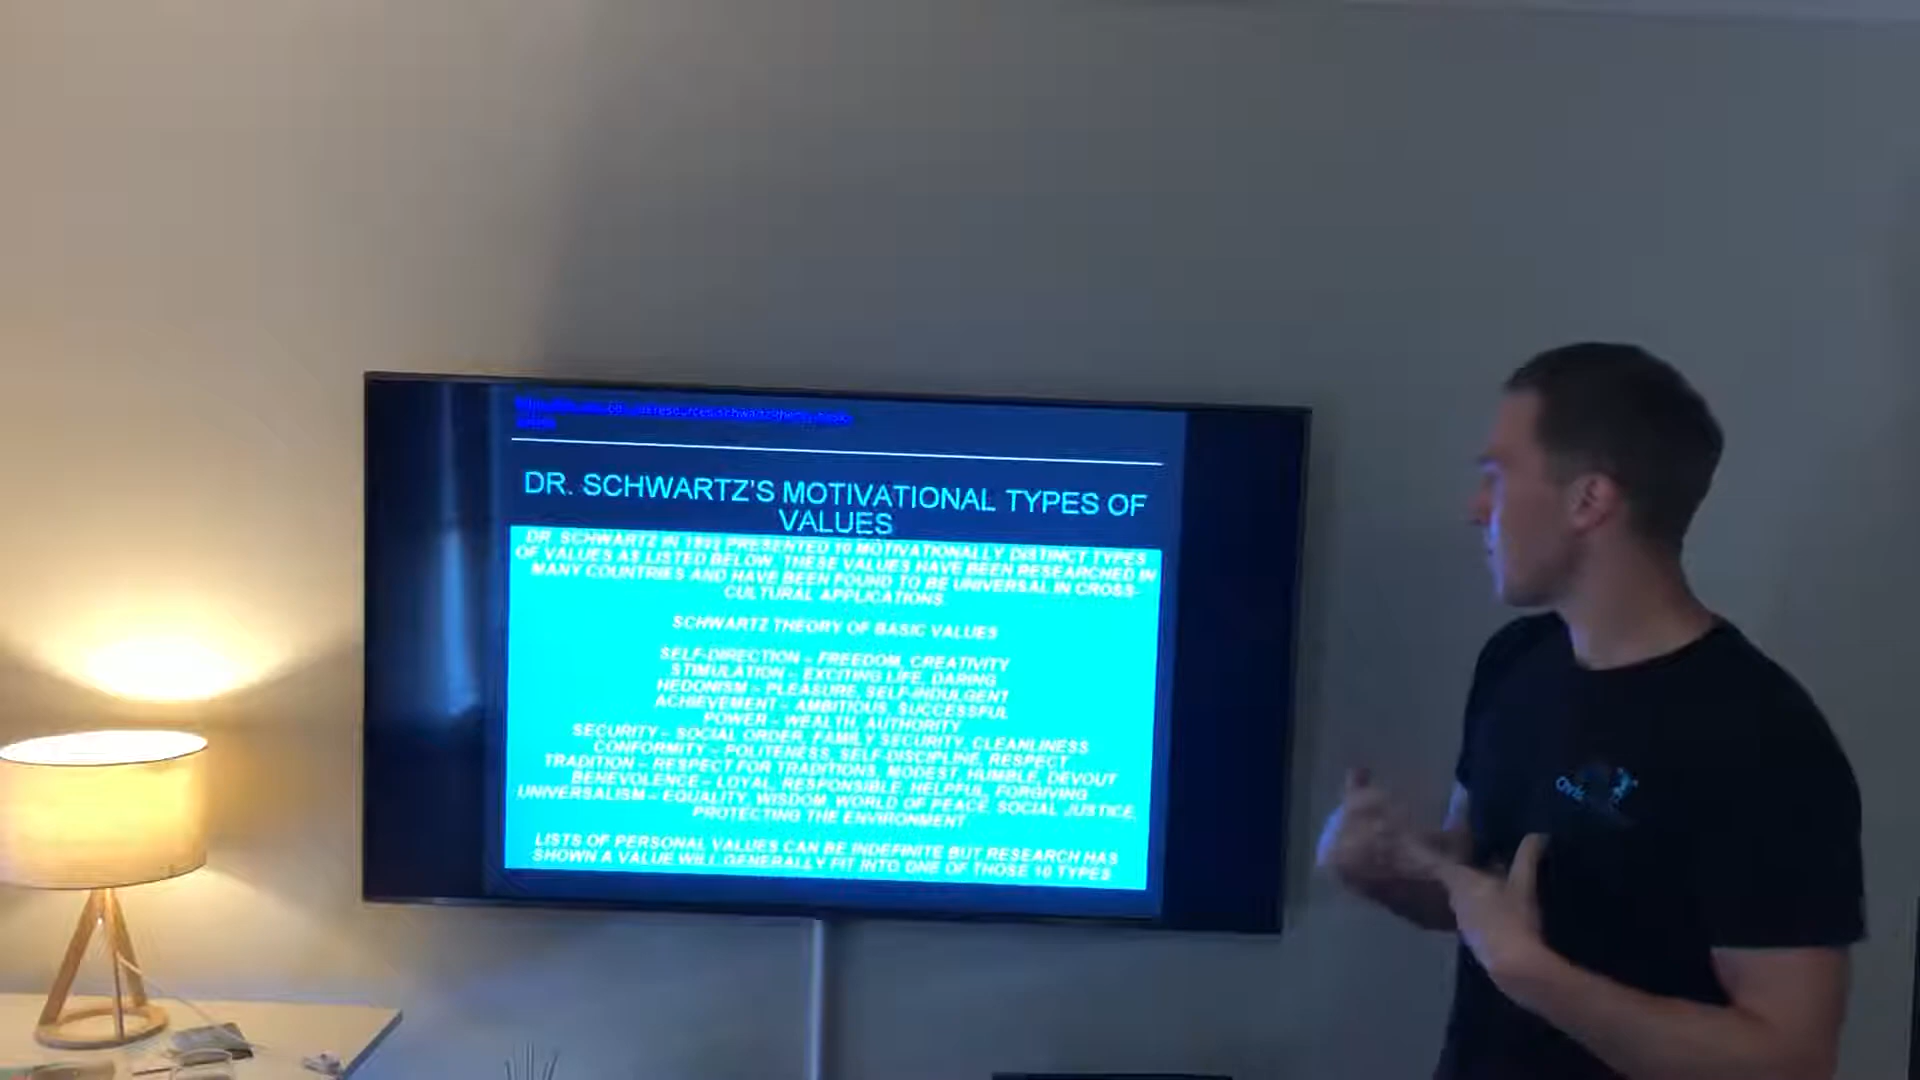 DR. SCHWARTZ'S MOTIVATIONAL TYPES OF
VALUES
DR. SCHWARTZ IN 1992 PRESENTED 10 MOTIVATIONALLY DISTINCT TYPES
OF VALUES AS LISTED BELOW. THESE VALUES HAVE BEEN RESEARCHED IN
MANY COUNTRIES AND HAVE BEEN FOUND TO BE UNIVERSAL IN CROSS-
CULTURAL APPLICATIONS.
SCHWARTZ THEORY OF BASIC VALUES
SELF-DIRECTION – FREEDOM, CREATIVITY
STIMULATION – EXCITING LIFE, DARING
HEDONISM – PLEASURE, SELF-INDULGENT
ACHIEVEMENT – AMBITIOUS, SUCCESSFUL
POWER – WEALTH, AUTHORITY
SECURITY – SOCIAL ORDER, FAMILY SECURITY, CLEANLINESS
CONFORMITY – POLITENESS, SELF-DISCIPLINE, RESPECT
TRADITION – RESPECT FOR TRADITIONS, MODEST, HUMBLE, DEVOUT
BENEVOLENCE – LOYAL, RESPONSIBLE, HELPFUL, FORGIVING
UNIVERSALISM – EQUALITY, WISDOM, WORLD OF PEACE, SOCIAL JUSTICE,
PROTECTING THE ENVIRONMENT
LISTS OF PERSONAL VALUES CAN BE INDEFINITE BUT RESEARCH HAS
SHOWN A VALUE WILL GENERALLY FIT INTO ONE OF THOSE 10 TYPES